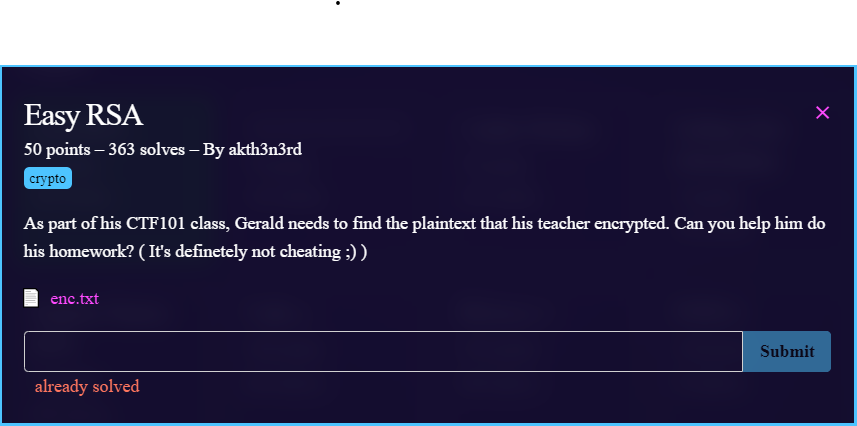 Easy RSA
50 points – 363 solves – By akth3n3rd
crypto
As part of his CTF101 class, Gerald needs to find the plaintext that his teacher encrypted. Can you help him do
his homework? ( It's definetely not cheating ;) )
enc.txt
Submit
already solved